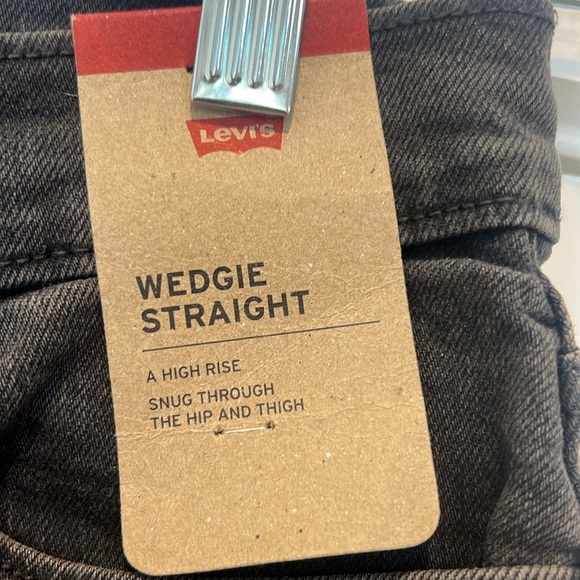 Levi's
WEDGIE
STRAIGHT
A HIGH RISE
SNUG THROUGH
THE HIP AND THIGH